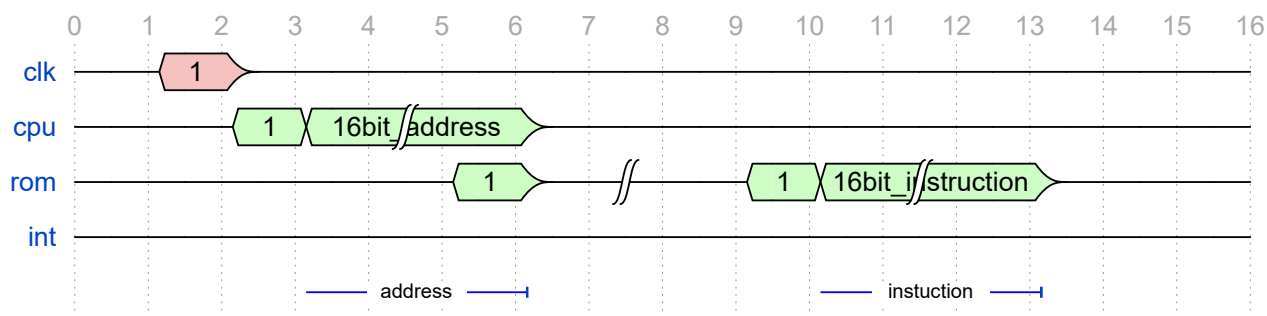 0 1 2 3 4 5 6 7 8 9 10 11 12 13 14 15 16
clk 1
cpu 1 16bit_address
rom 1 1 16bit_instruction
int
address instuction